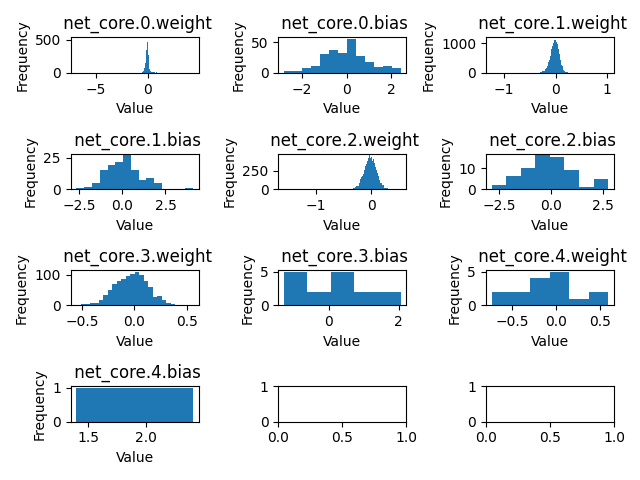 net_core.0.weight
Frequency
500
0
−5
0
Value
net_core.0.bias
Frequency
50
0
−2
0
2
Value
net_core.1.weight
Frequency
1000
0
−1
0
1
Value
net_core.1.bias
Frequency
25
0
−2.5
0.0
2.5
Value
net_core.2.weight
Frequency
250
0
−1
0
Value
net_core.2.bias
Frequency
10
0
−2.5
0.0
2.5
Value
net_core.3.weight
Frequency
100
0
−0.5
0.0
0.5
Value
net_core.3.bias
Frequency
5
0
0
2
Value
net_core.4.weight
Frequency
5
0
−0.5
0.0
0.5
Value
net_core.4.bias
Frequency
1
0
1.5
2.0
Value
1
0
0.0
0.5
1.0
1
0
0.0
0.5
1.0